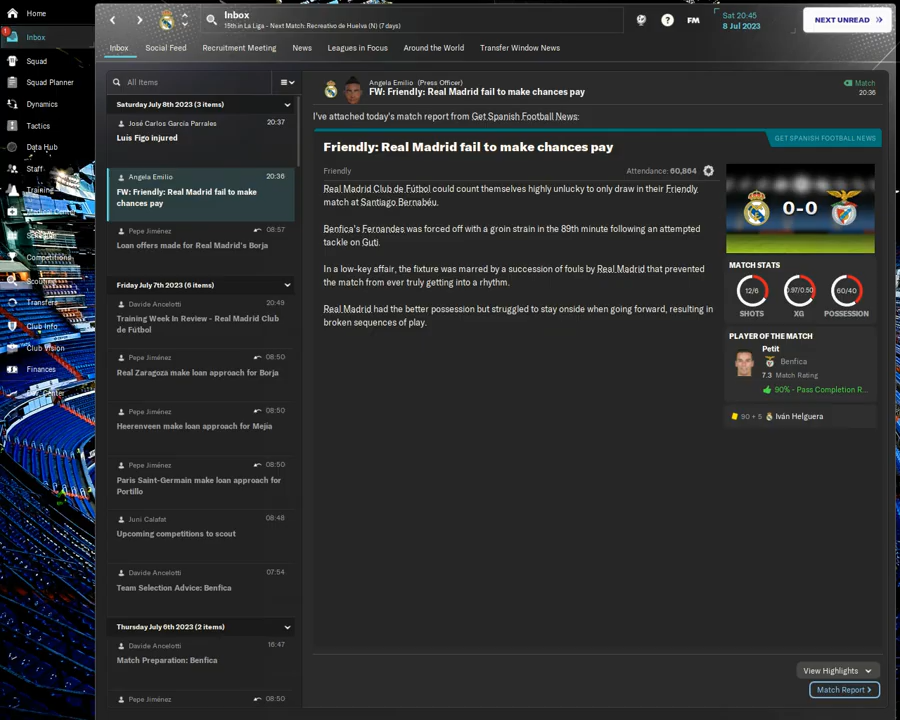 Home
Inbox
Squad
Squad Planner
Dynamics
Tactics
Data Hub
Staff
Training
Competitions
Scouting
Transfers
Club Info
Club Vision
Finances
Inbox
15th in La Liga - Next Match: Recreativo de Huelva (N) (7 days)
FM
Sat 20:45
8 Jul 2023
NEXT UNREAD
Inbox
Social Feed
Recruitment Meeting
News
Leagues in Focus
Around the World
Transfer Window News
All Items
Saturday July 8th 2023 (3 items)
José Carlos García Parrales 20:37
Luís Figo injured
Angela Emilio 20:36
FW: Friendly: Real Madrid fail to make
chances pay
Pepe Jiménez 08:57
Loan offers made for Real Madrid's Borja
Friday July 7th 2023 (6 items)
Davide Ancelotti 20:49
Training Week In Review - Real Madrid Club
de Fútbol
Pepe Jiménez 08:50
Real Zaragoza make loan approach for Borja
Pepe Jiménez 08:50
Heerenveen make loan approach for Mejía
Pepe Jiménez 08:50
Paris Saint-Germain make loan approach for
Portillo
Juni Calafat 08:48
Upcoming competitions to scout
Davide Ancelotti 07:54
Team Selection Advice: Benfica
Thursday July 6th 2023 (2 items)
Davide Ancelotti 16:47
Match Preparation: Benfica
Pepe Jiménez 08:50
Angela Emilio (Press Officer)
FW: Friendly: Real Madrid fail to make chances pay
Match
20:36
I've attached today's match report from Get Spanish Football News:
GET SPANISH FOOTBALL NEWS
Friendly: Real Madrid fail to make chances pay
Friendly
Attendance: 60,864
Real Madrid Club de Fútbol could count themselves highly unlucky to only draw in their Friendly
match at Santiago Bernabéu.
Benfica's Fernandes was forced off with a groin strain in the 89th minute following an attempted
tackle on Guti.
In a low-key affair, the fixture was marred by a succession of fouls by Real Madrid that prevented
the match from ever truly getting into a rhythm.
Real Madrid had the better possession but struggled to stay onside when going forward, resulting in
broken sequences of play.
0-0
MATCH STATS
12/6
0.97/0.50
60/40
SHOTS
XG
POSSESSION
PLAYER OF THE MATCH
Petit
Benfica
7.3 Match Rating
90% - Pass Completion R...
90 + 5 Iván Helguera
View Highlights
Match Report